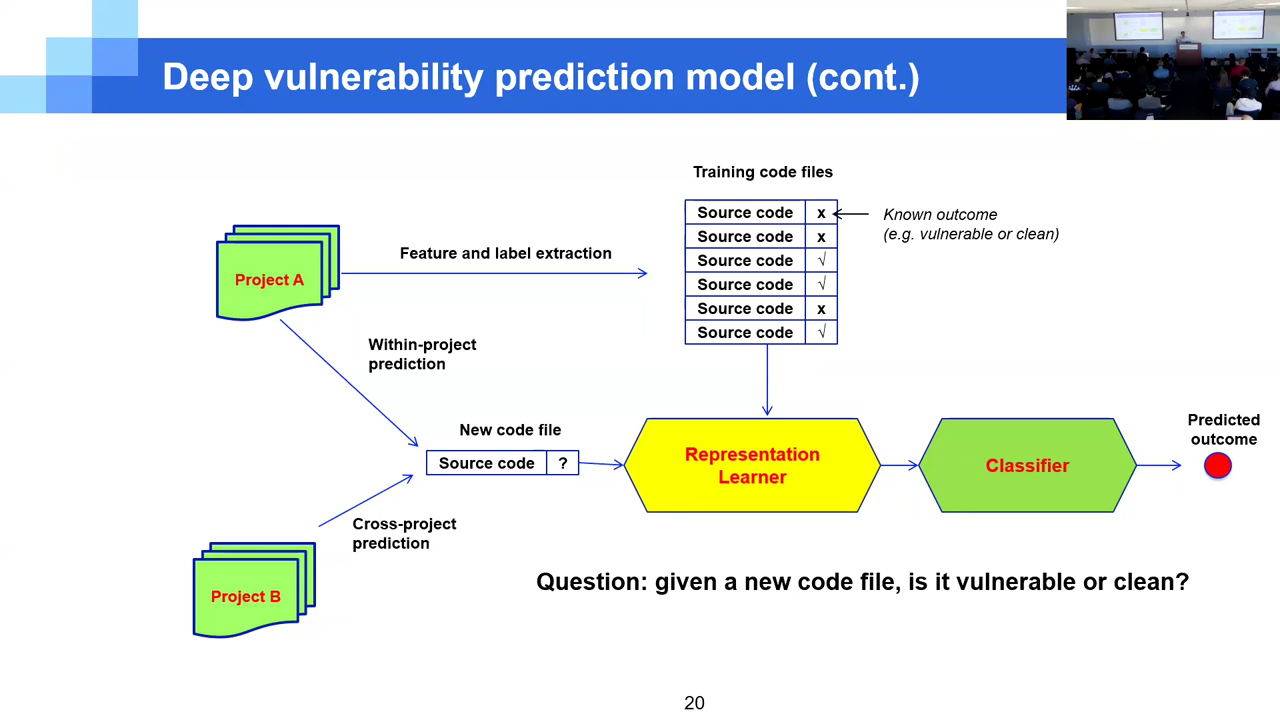 Deep vulnerability prediction model (cont.)
Training code files
Source code x
Known outcome
(e.g. vulnerable or clean)
Source code x
Source code √
Source code √
Source code x
Source code √
Project A
Feature and label extraction
Within-project
prediction
New code file
Source code ?
Representation
Learner
Classifier
Predicted
outcome
Cross-project
prediction
Project B
Question: given a new code file, is it vulnerable or clean?
20